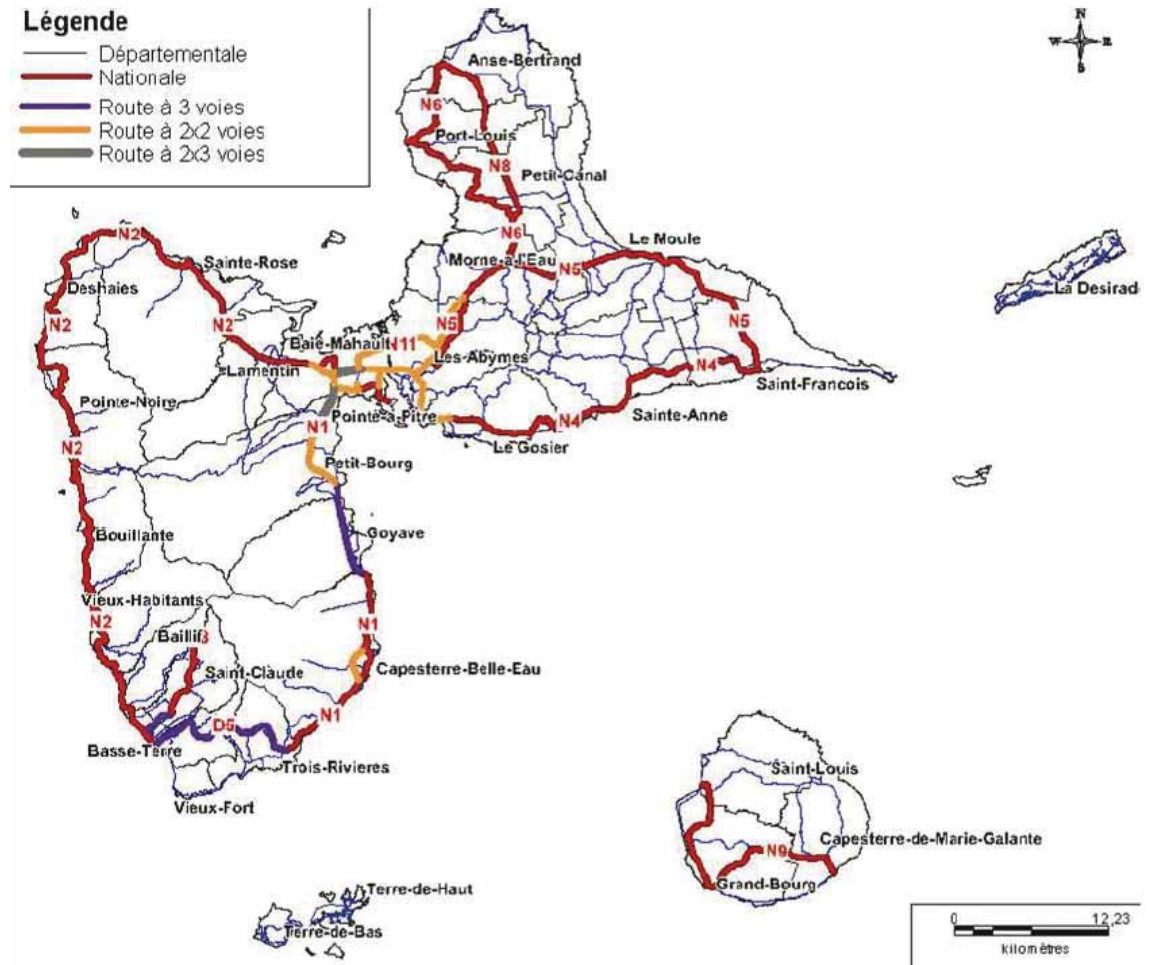 Légende
Départementale
Nationale
Route à 3 voies
Route à 2x2 voies
Route à 2x3 voies
N
W E
S
Anse-Bertrand
N6
Port-Louis
N8
Petit-Canal
N6
Le Moule
Morne-à-l'Eau
N5
La Desirad
N2
Sainte-Rose
Deshaies
N2
N2
N5
N5
Baie-Mahault
N11
Les Abymes
Lamentin
N4
Saint-Francois
Pointe-Noire
Pointe-à-Pitre
Sainte-Anne
N1
N4
Le Gosier
N2
Petit-Bourg
Bouillante
Goyave
Vieux-Habitants
N2
N1
Baillif
3
Saint-Claude
Capesterre-Belle-Eau
N1
D5
Basse-Terre
Trois-Rivieres
Vieux-Fort
Saint-Louis
Capesterre-de-Marie-Galante
N9
Grand-Bourg
Terre-de-Haut
Terre-de-Bas
0 12,23
kilomètres